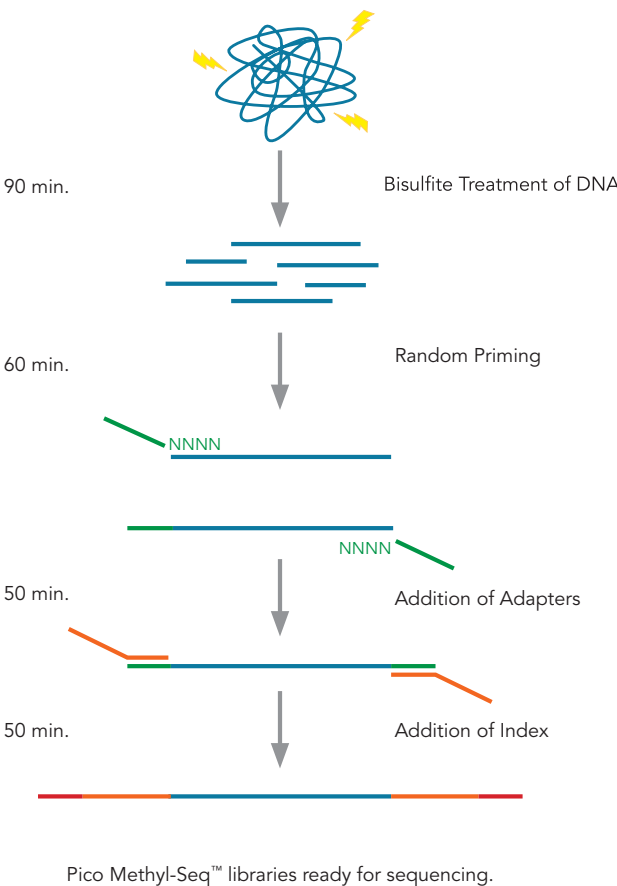 90 min.
Bisulfite Treatment of DNA
60 min.
Random Priming
NNNN
NNNN
50 min.
Addition of Adapters
50 min.
Addition of Index
Pico Methyl-Seq™ libraries ready for sequencing.